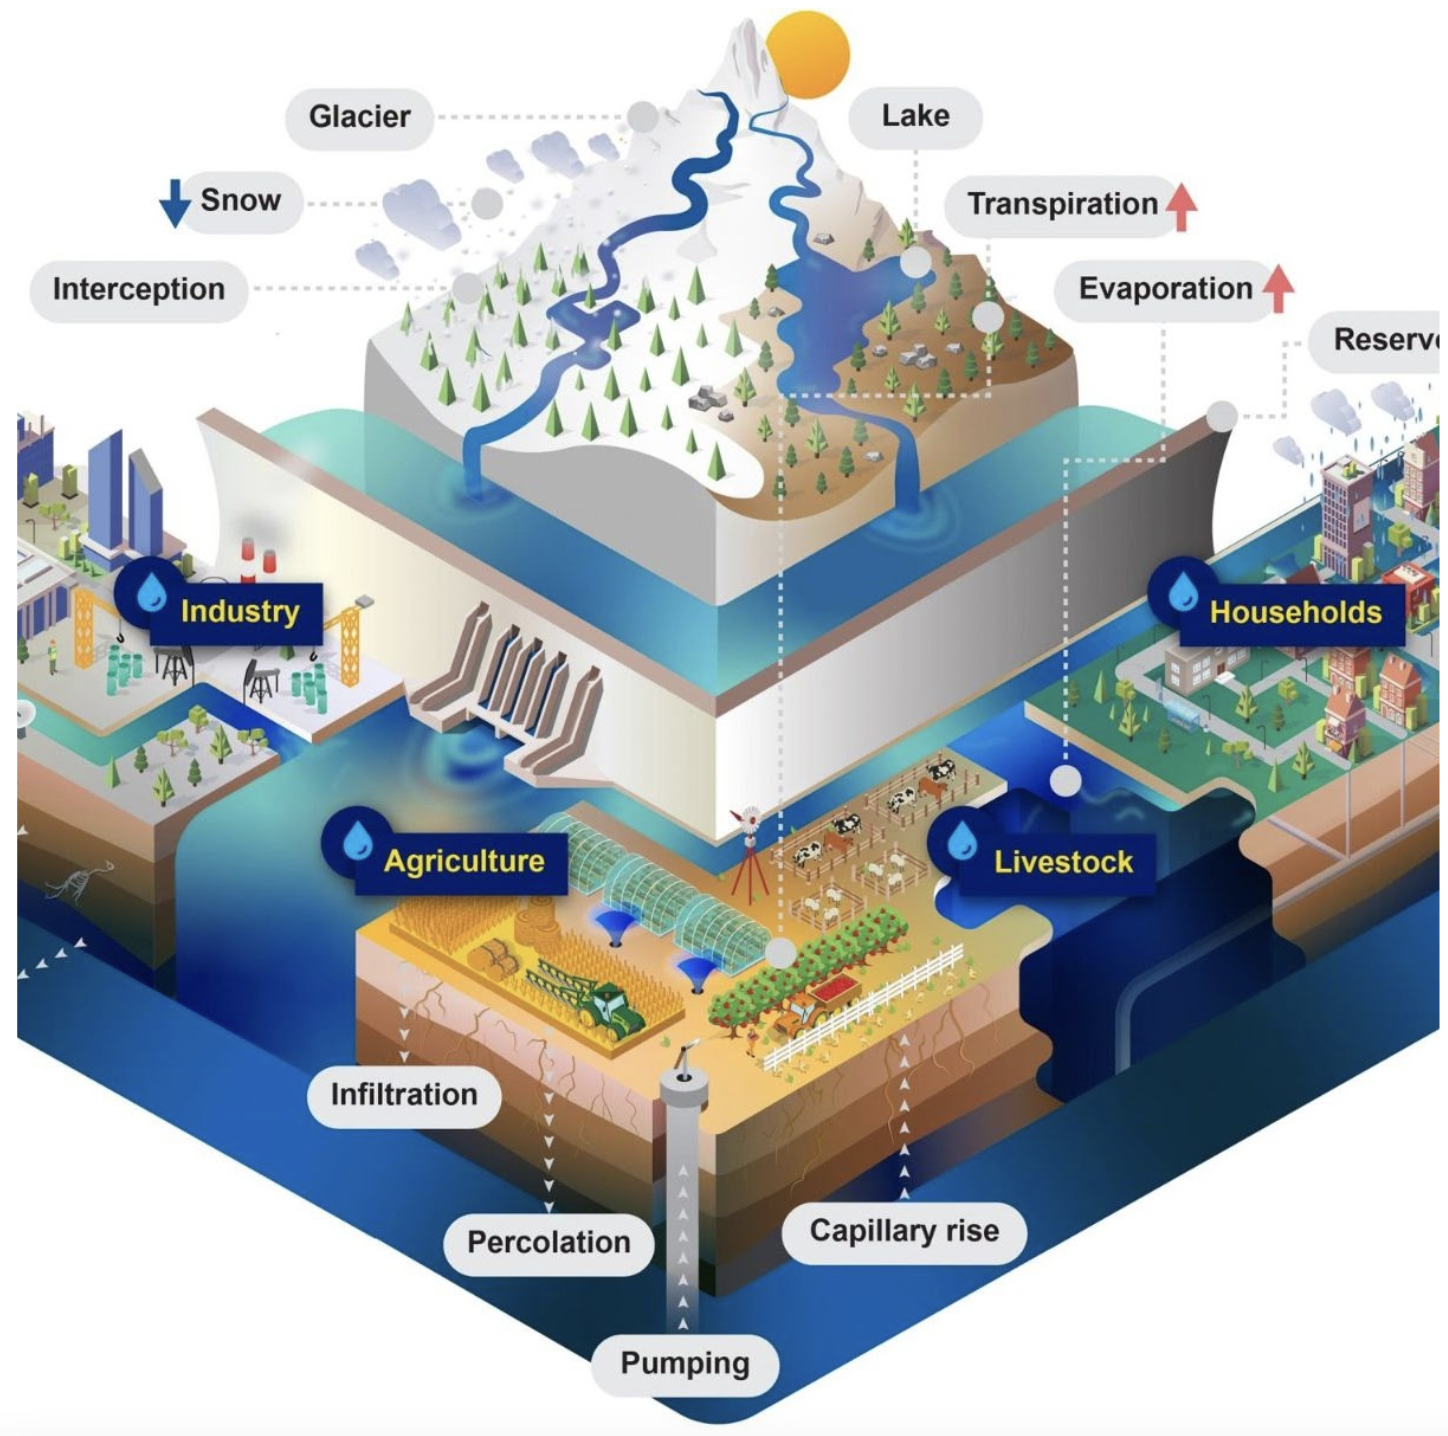 Glacier
Lake
Snow
Transpiration
Interception
Evaporation
Reserv
Industry
Households
Agriculture
Livestock
Infiltration
Percolation
Capillary rise
Pumping